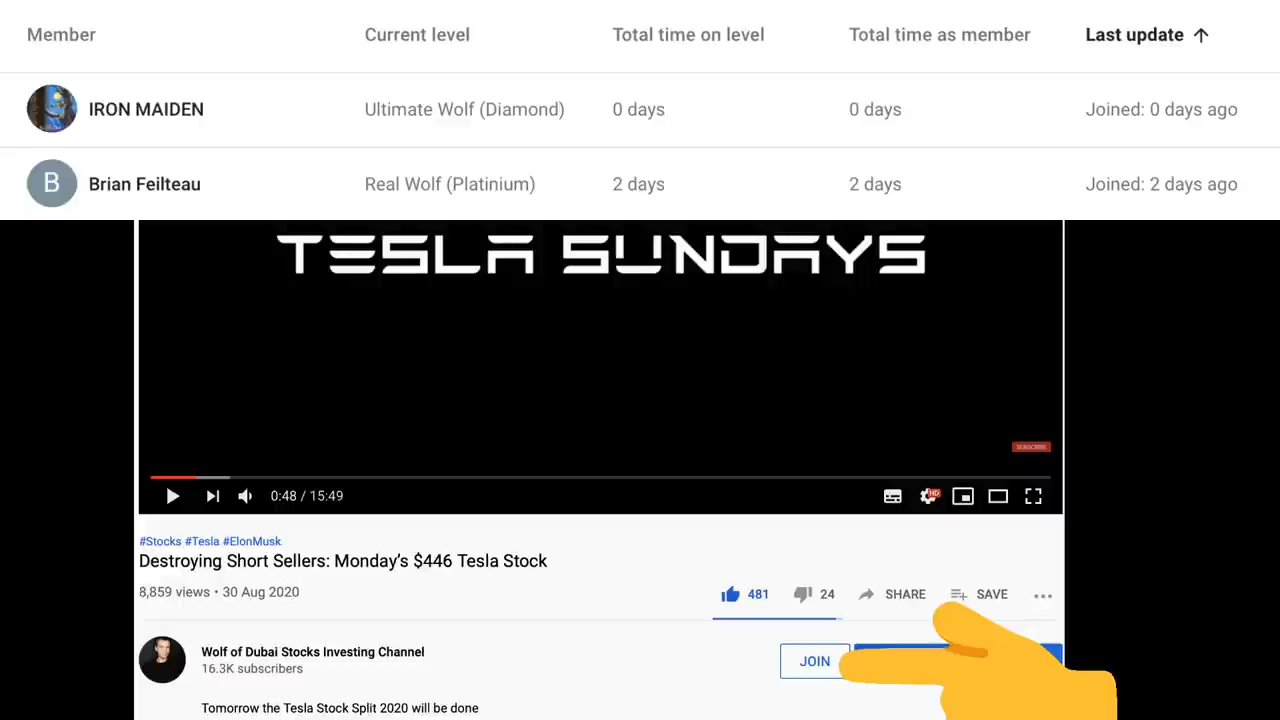 Member Current level Total time on level Total time as member Last update
IRON MAIDEN Ultimate Wolf (Diamond) 0 days 0 days Joined: 0 days ago
B Brian Feilteau Real Wolf (Platinium) 2 days 2 days Joined: 2 days ago
TESLA SUNDAYS
SUBSCRIBE
0:48 / 15:49 HD
#Stocks #Tesla #ElonMusk
Destroying Short Sellers: Monday's $446 Tesla Stock
8,859 views • 30 Aug 2020 481 24 SHARE SAVE
Wolf of Dubai Stocks Investing Channel
16.3K subscribers
JOIN
Tomorrow the Tesla Stock Split 2020 will be done